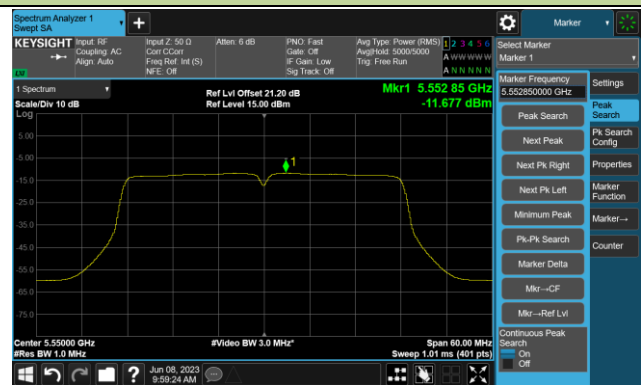 Spectrum Analyzer 1
Swept SA
Marker
KEYSIGHT
Input: RF
Coupling: AC
Align: Auto
Input Z: 50 Ω
Corr CCorr
Freq Ref: Int (S)
NFE: Off
Atten: 6 dB
PNO: Fast
Gate: Off
IF Gain: Low
Sig Track: Off
Avg Type: Power (RMS)
Avg|Hold: 5000/5000
Trig: Free Run
1 2 3 4 5 6
A W W W W W
A N N N N N
Select Marker
Marker 1
LXI
1 Spectrum
Scale/Div 10 dB
Log
Ref Lvl Offset 21.20 dB
Ref Level 15.00 dBm
Mkr1 5.552 85 GHz
-11.677 dBm
5.00
-5.00
-15.0
-25.0
-35.0
-45.0
-55.0
-65.0
-75.0
1
Center 5.55000 GHz
#Res BW 1.0 MHz
#Video BW 3.0 MHz*
Span 60.00 MHz
Sweep 1.01 ms (401 pts)
Marker Frequency
5.552850000 GHz
Peak Search
Next Peak
Next Pk Right
Next Pk Left
Minimum Peak
Pk-Pk Search
Marker Delta
Mkr→CF
Mkr→Ref Lvl
Continuous Peak
Search
On
Off
Settings
Peak
Search
Pk Search
Config
Properties
Marker
Function
Marker→
Counter
?
Jun 08, 2023
9:59:24 AM